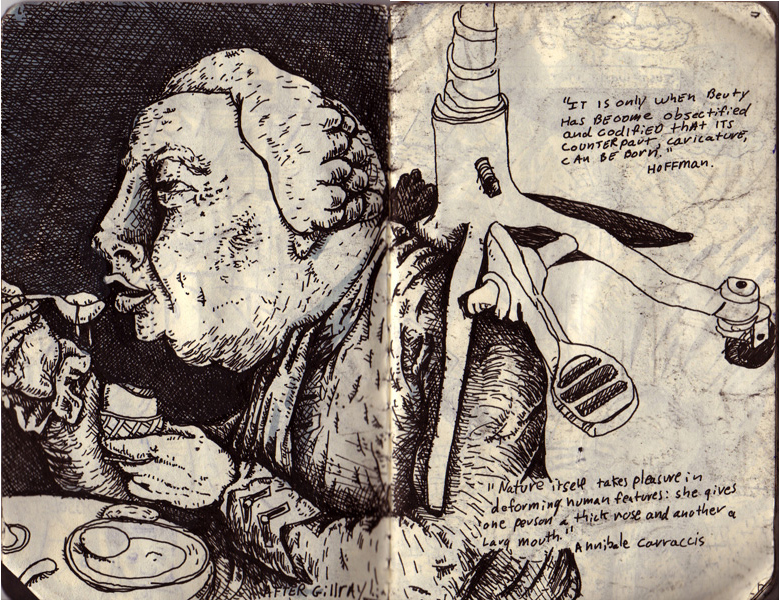 "IT IS only wHEN Beuty
Has BECOME obsectified
and codified tHAT ITS
COUNTERPAUT, CARICATURE,
CAN BE BORN."
HOFFMAN.
"Nature itself takes pleasure in
deforming human features: she gives
one person a thick nose and another a
Larg mouth."
Annibale Carraccis
AFTER Gillray